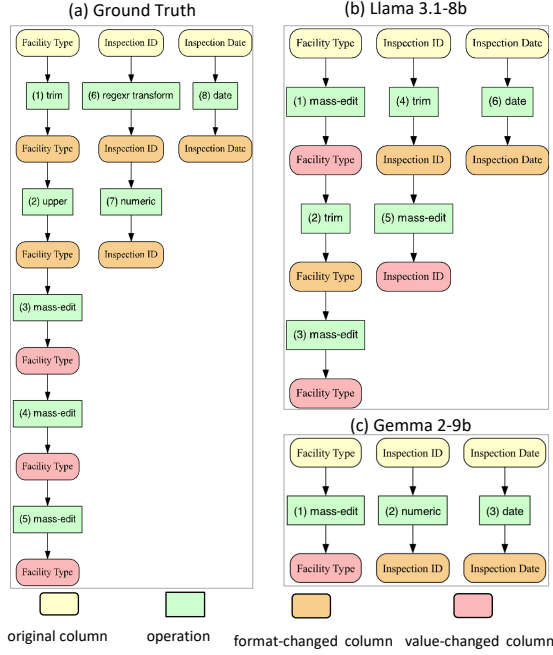 (a) Ground Truth
Facility Type
Inspection ID
Inspection Date
(1) trim
(6) regexr transform
(8) date
Facility Type
Inspection ID
Inspection Date
(2) upper
(7) numeric
Facility Type
Inspection ID
(3) mass-edit
Facility Type
(4) mass-edit
Facility Type
(5) mass-edit
Facility Type
(b) Llama 3.1-8b
Facility Type
Inspection ID
Inspection Date
(1) mass-edit
(4) trim
(6) date
Facility Type
Inspection ID
Inspection Date
(2) trim
(5) mass-edit
Facility Type
Inspection ID
(3) mass-edit
Facility Type
(c) Gemma 2-9b
Facility Type
Inspection ID
Inspection Date
(1) mass-edit
(2) numeric
(3) date
Facility Type
Inspection ID
Inspection Date
original column
operation
format-changed column
value-changed column